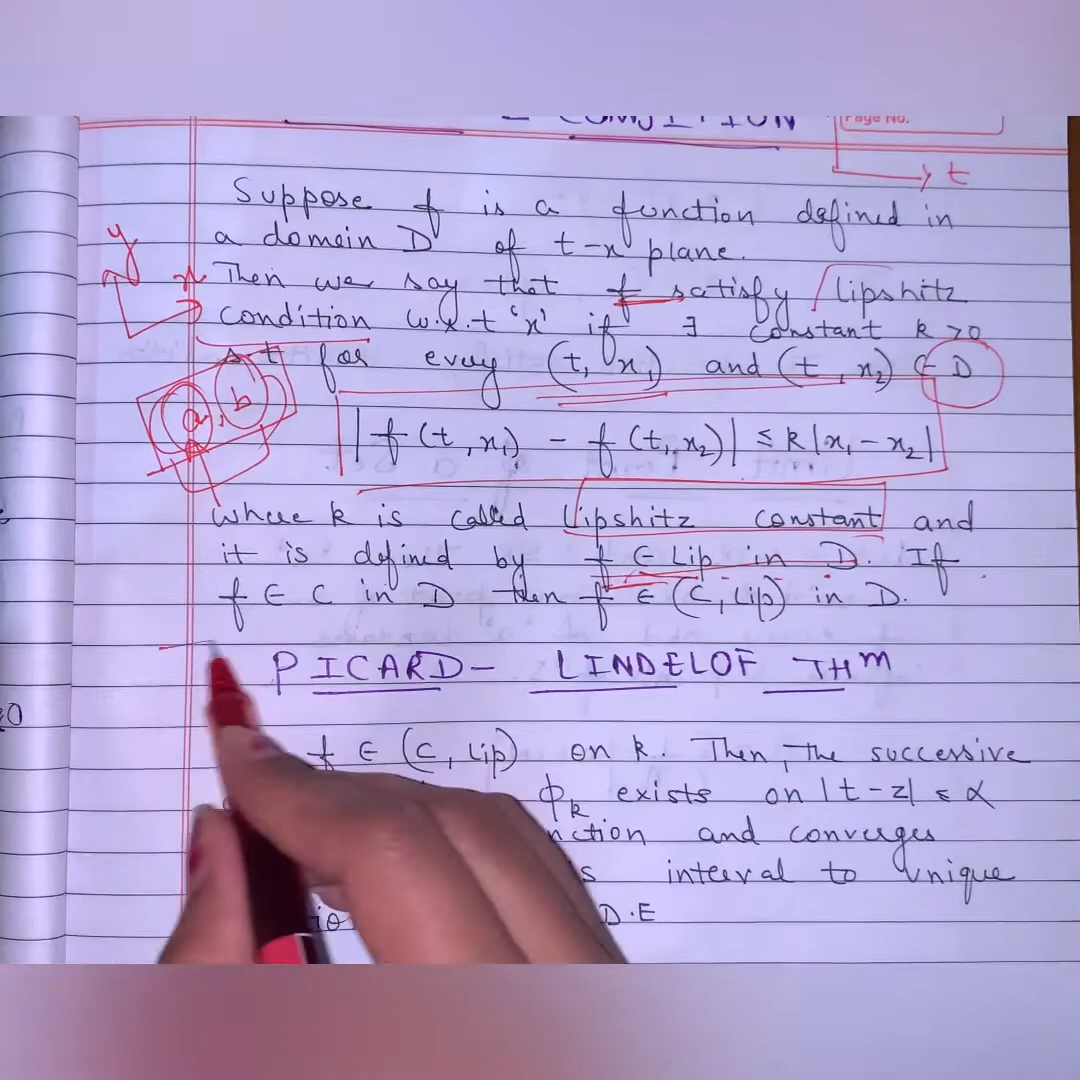 CONDITION
Page No.
t
Suppose f is a function defined in
a domain D of t-x plane.
y
x
Then we say that f satisfy lipshitz
condition w.r.t 'x' if ∃ constant k >0
s.t for every (t, x₁) and (t, x₂) ∈ D
a, b
|f(t, x₁) - f(t, x₂)| ≤ k|x₁ - x₂|
where k is called Lipshitz constant and
it is defined by f ∈ Lip in D. If
f ∈ C in D then f ∈ (C, Lip) in D.
PICARD- LINDELOF THM
f ∈ (C, Lip) on k. Then, the successive
ϕₖ exists on |t-z| ≤ α
nction and converges
s interval to unique
D.E